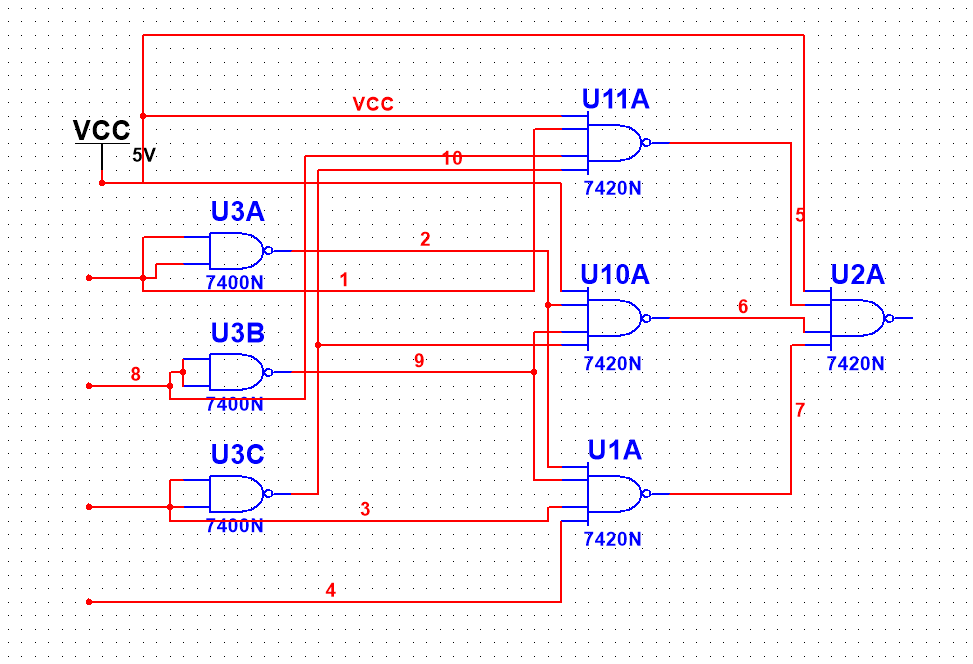 U11A
VCC
VCC
5V
10
7420N
U3A
5
2
7400N
1
U10A
U2A
6
U3B
9
7420N
7420N
8
7400N
7
U3C
U1A
3
7400N
7420N
4